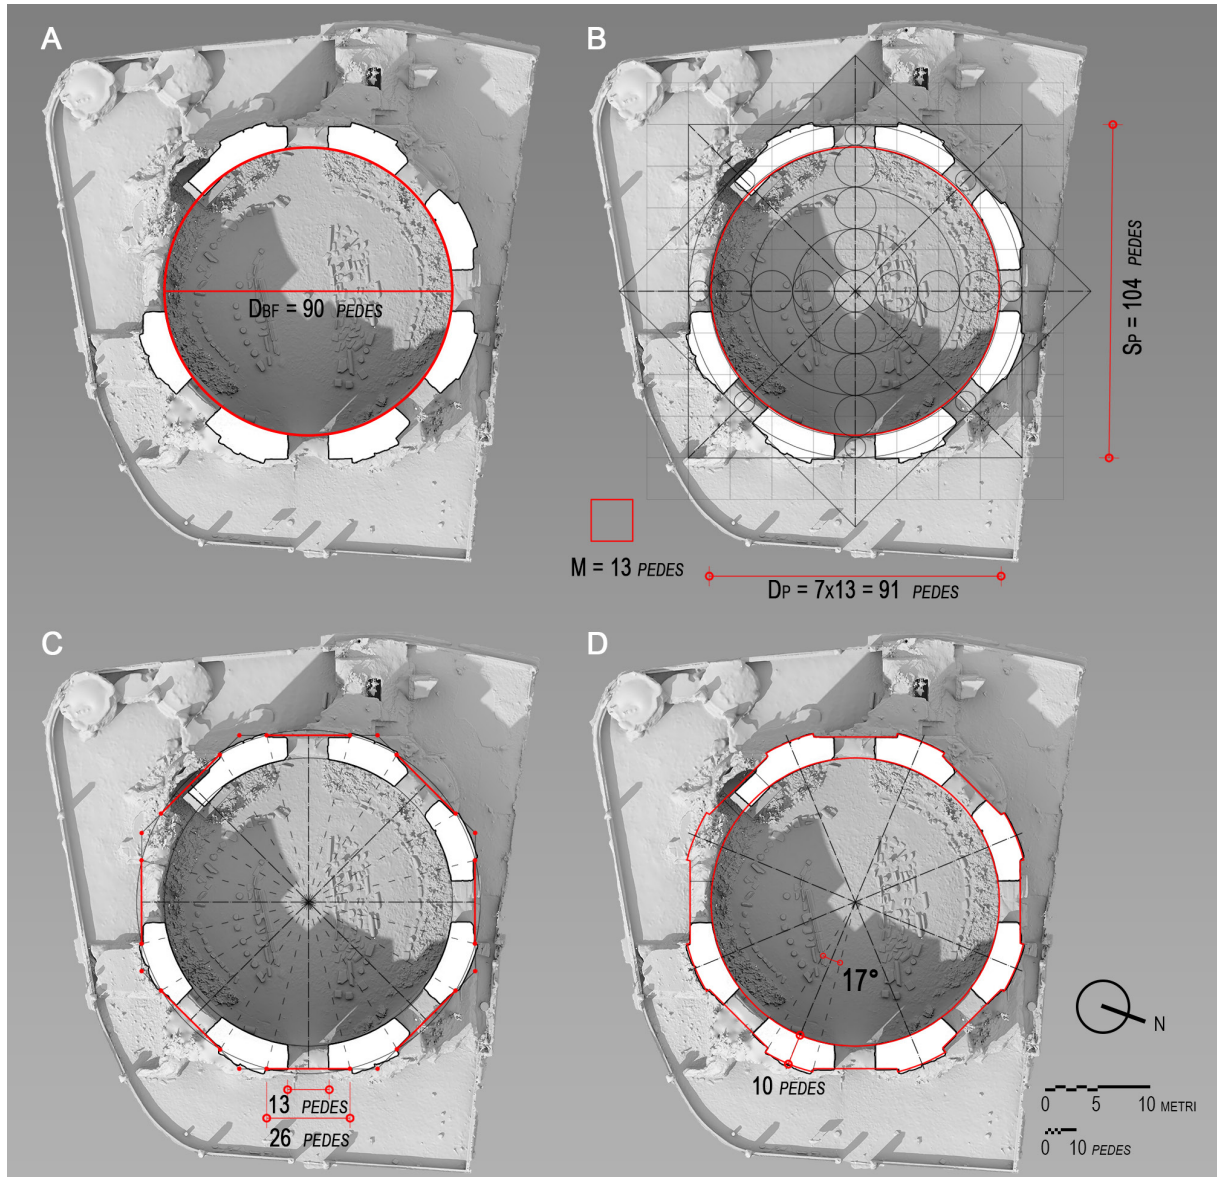 A
B
DBF = 90 PEDES
SP = 104 PEDES
M = 13 PEDES
DP = 7x13 = 91 PEDES
C
D
17°
N
10 PEDES
13 PEDES
26 PEDES
0 5 10 METRI
0 10 PEDES